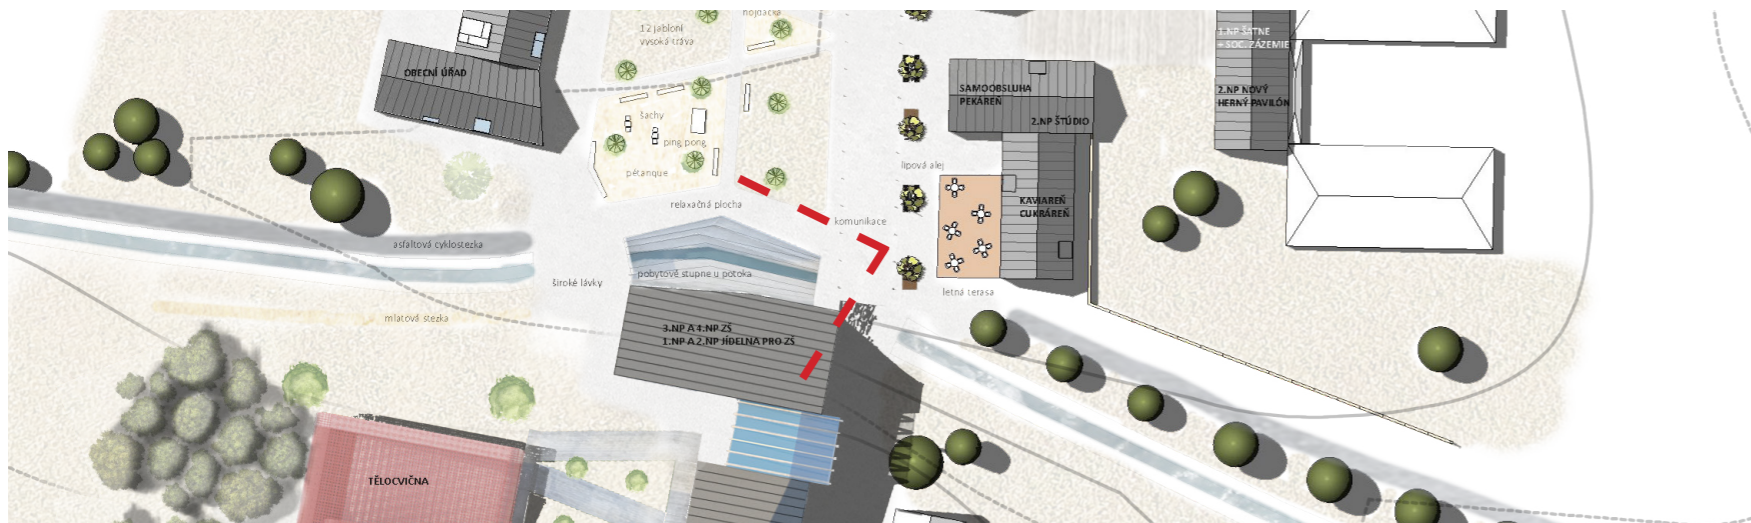 hojdačka
12 jabloní
vysoká tráva
OBECNÍ ÚŘAD
šachy
ping pong
pétanque
relaxačná plocha
komunikace
lipová alej
SAMOOBSLUHA
PEKÁREŇ
2.NP ŠTÚDIO
KAVIAREŇ
CUKRÁREŇ
letná terasa
1.NP ŠATNE
+ SOC. ZÁZEMIE
2.NP NOVÝ
HERNÝ PAVILÓN
asfaltová cyklostezka
široké lávky
pobytové stupne u potoka
mlatová stezka
3.NP A 4.NP ZŠ
1.NP A 2.NP JÍDELNA PRO ZŠ
TĚLOCVIČNA